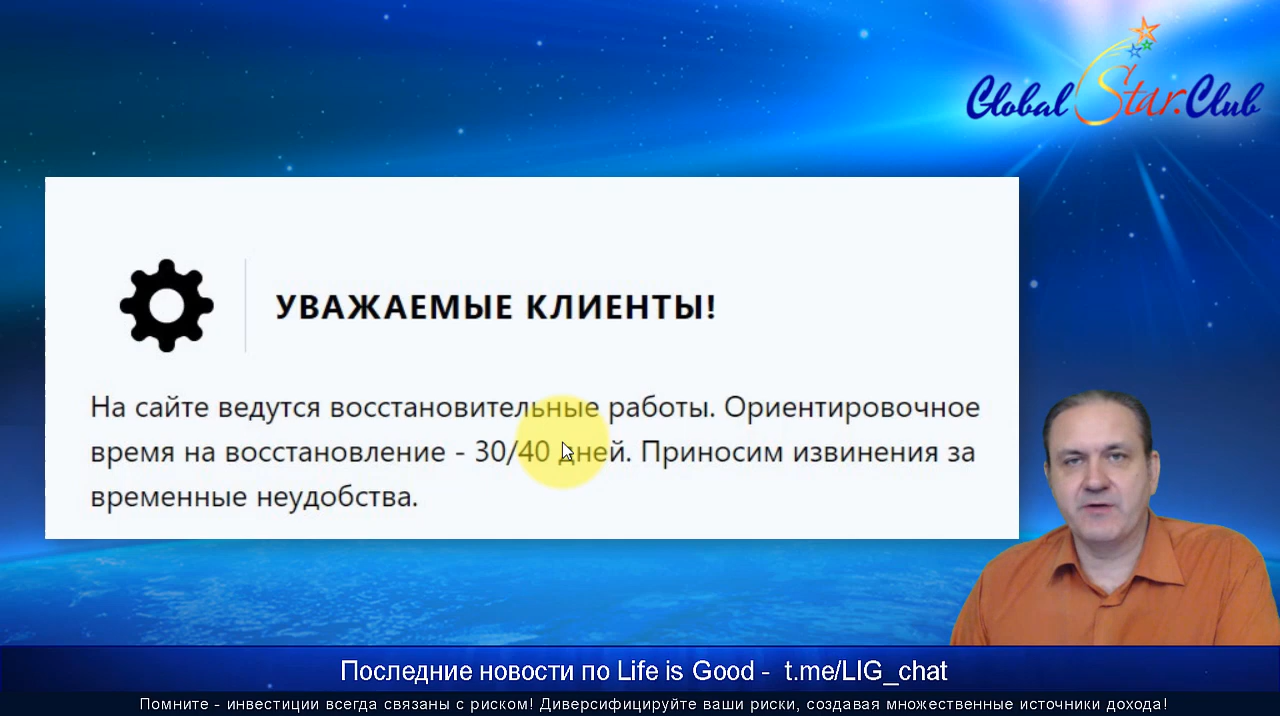 Global Star.Club
УВАЖАЕМЫЕ КЛИЕНТЫ!
На сайте ведутся восстановительные работы. Ориентировочное
время на восстановление - 30/40 дней. Приносим извинения за
временные неудобства.
Последние новости по Life is Good - t.me/LIG_chat
Помните - инвестиции всегда связаны с риском! Диверсифицируйте ваши риски, создавая множественные источники дохода!